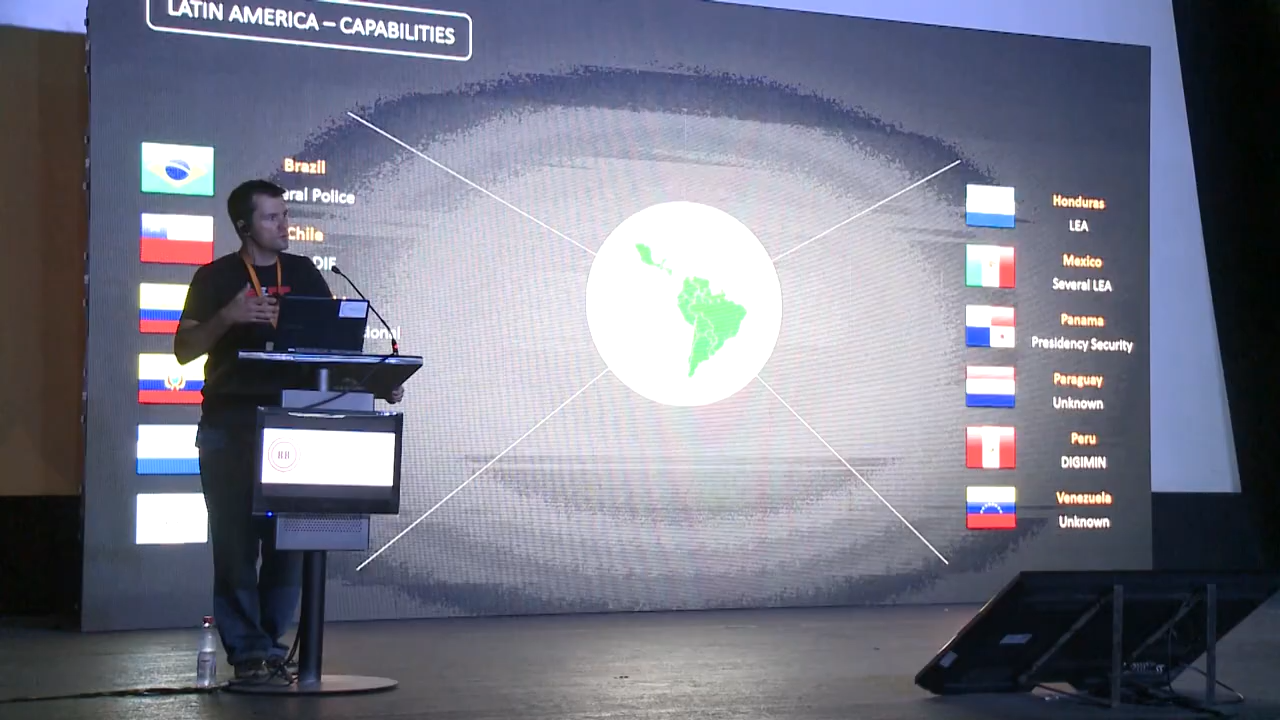 LATIN AMERICA – CAPABILITIES
Brazil
eral Police
Chile
DIF
ional
Honduras
LEA
Mexico
Several LEA
Panama
Presidency Security
Paraguay
Unknown
Peru
DIGIMIN
Venezuela
Unknown